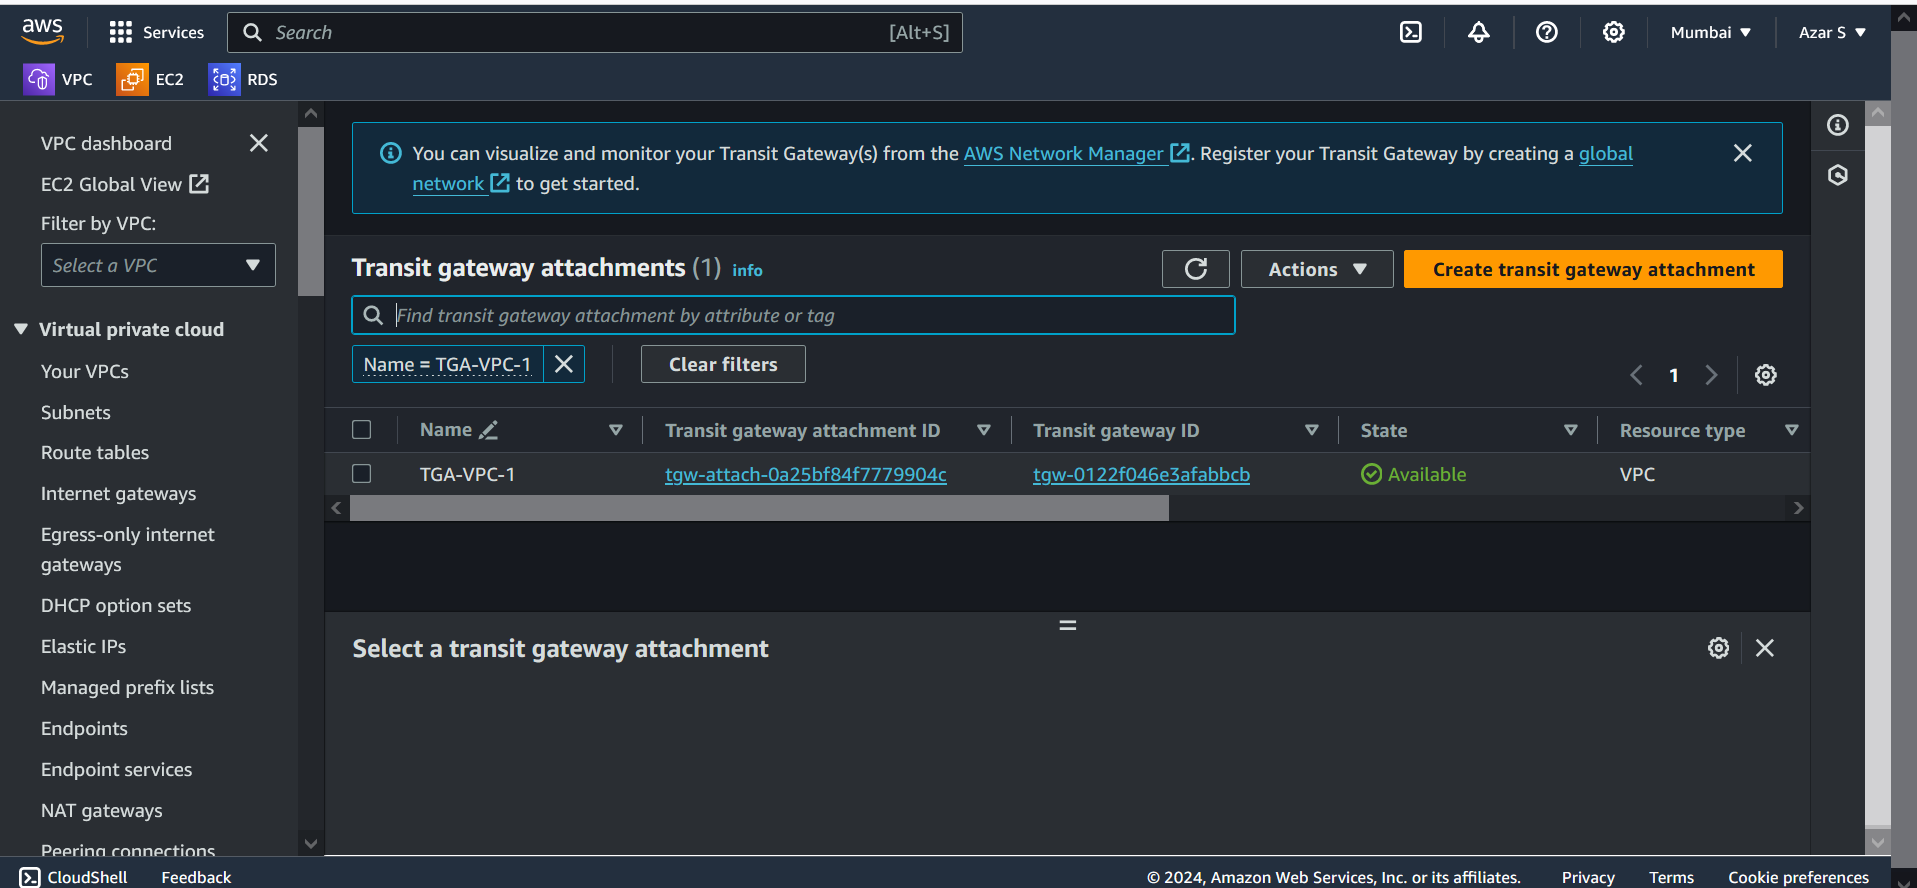 aws
Services
Search
[Alt+S]
Mumbai
Azar S
VPC
EC2
RDS
VPC dashboard
EC2 Global View
Filter by VPC:
Select a VPC
Virtual private cloud
Your VPCs
Subnets
Route tables
Internet gateways
Egress-only internet
gateways
DHCP option sets
Elastic IPs
Managed prefix lists
Endpoints
Endpoint services
NAT gateways
Peering connections
You can visualize and monitor your Transit Gateway(s) from the AWS Network Manager. Register your Transit Gateway by creating a global
network to get started.
Transit gateway attachments (1) info
Actions
Create transit gateway attachment
Find transit gateway attachment by attribute or tag
Name = TGA-VPC-1
Clear filters
1
Name
Transit gateway attachment ID
Transit gateway ID
State
Resource type
TGA-VPC-1
tgw-attach-0a25bf84f7779904c
tgw-0122f046e3afabbcb
Available
VPC
Select a transit gateway attachment
CloudShell
Feedback
© 2024, Amazon Web Services, Inc. or its affiliates.
Privacy
Terms
Cookie preferences